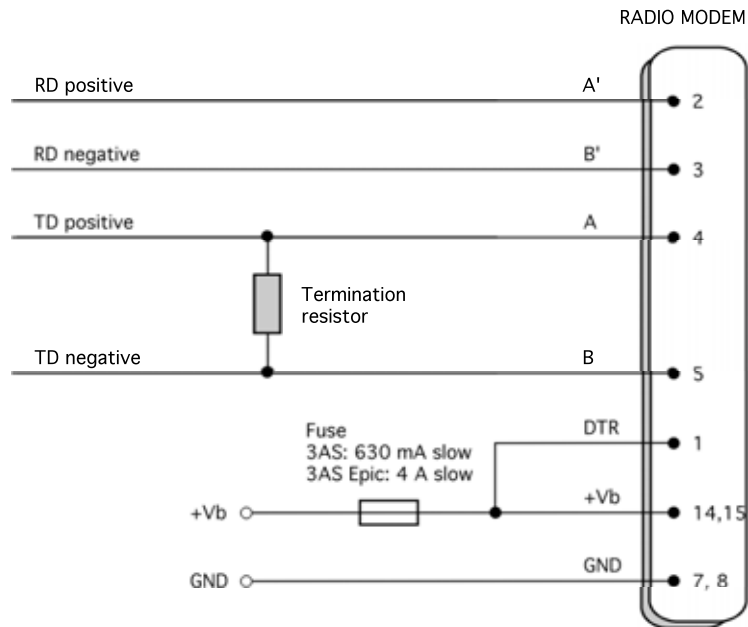 RADIO MODEM
RD positive A' 2
RD negative B' 3
TD positive A 4
Termination
resistor
TD negative B 5
Fuse
3AS: 630 mA slow
3AS Epic: 4 A slow
DTR 1
+Vb +Vb 14,15
GND GND 7, 8